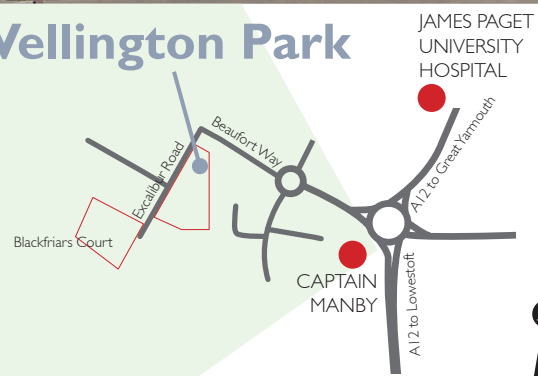 Wellington Park
JAMES PAGET
UNIVERSITY
HOSPITAL
Beaufort Way
A12 to Great Yarmouth
Excalibur Road
Blackfriars Court
CAPTAIN
MANBY
A12 to Lowestoft